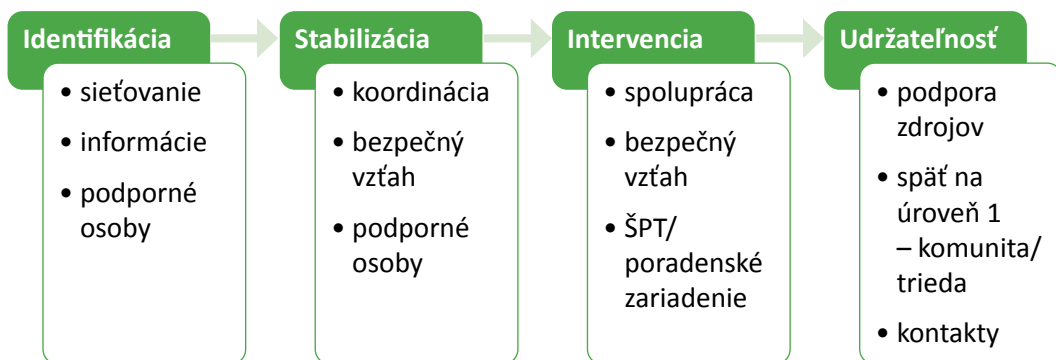 Identifikácia
• sieťovanie
• informácie
• podporné
osoby
Stabilizácia
• koordinácia
• bezpečný
vzťah
• podporné
osoby
Intervencia
• spolupráca
• bezpečný
vzťah
• ŠPT/
poradenské
zariadenie
Udržateľnosť
• podpora
zdrojov
• späť na
úroveň 1
– komunita/
trieda
• kontakty